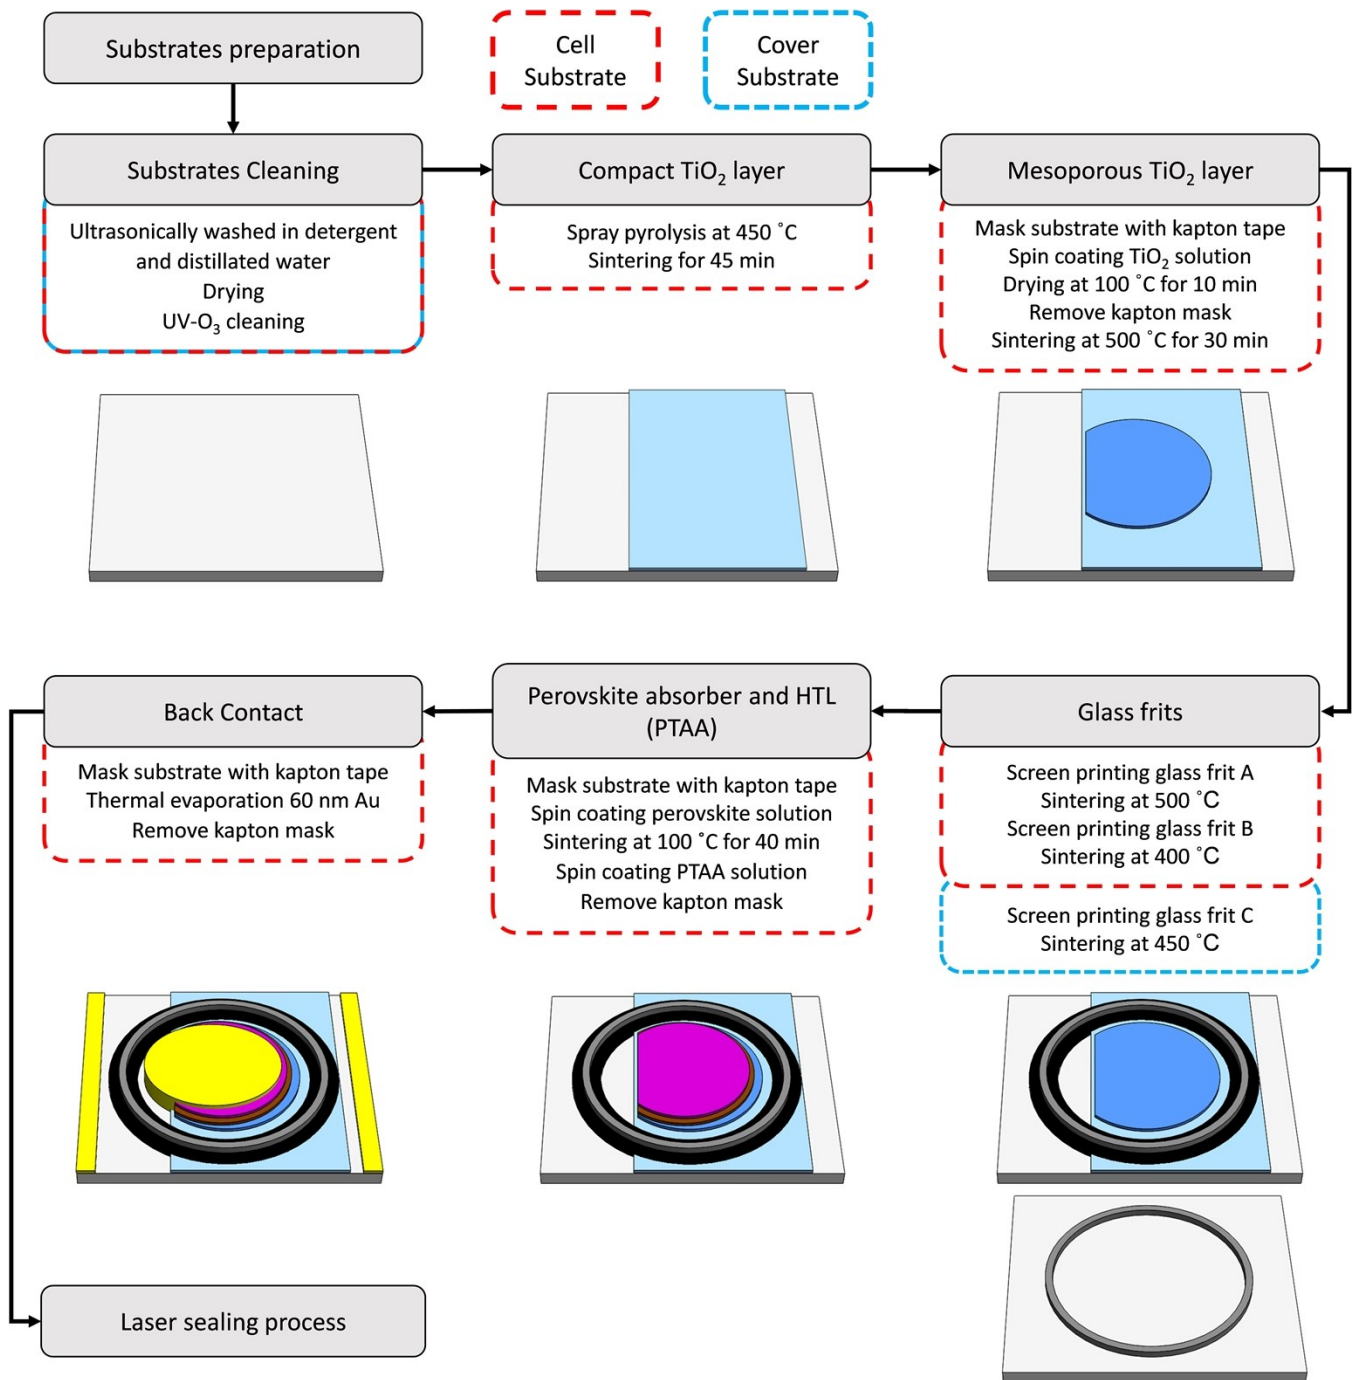 Substrates preparation
Cell
Substrate
Cover
Substrate
Substrates Cleaning
Ultrasonically washed in detergent
and distillated water
Drying
UV-O₃ cleaning
Compact TiO₂ layer
Spray pyrolysis at 450 ˚C
Sintering for 45 min
Mesoporous TiO₂ layer
Mask substrate with kapton tape
Spin coating TiO₂ solution
Drying at 100 ˚C for 10 min
Remove kapton mask
Sintering at 500 ˚C for 30 min
Glass frits
Screen printing glass frit A
Sintering at 500 ˚C
Screen printing glass frit B
Sintering at 400 ˚C
Screen printing glass frit C
Sintering at 450 ˚C
Perovskite absorber and HTL
(PTAA)
Mask substrate with kapton tape
Spin coating perovskite solution
Sintering at 100 ˚C for 40 min
Spin coating PTAA solution
Remove kapton mask
Back Contact
Mask substrate with kapton tape
Thermal evaporation 60 nm Au
Remove kapton mask
Laser sealing process